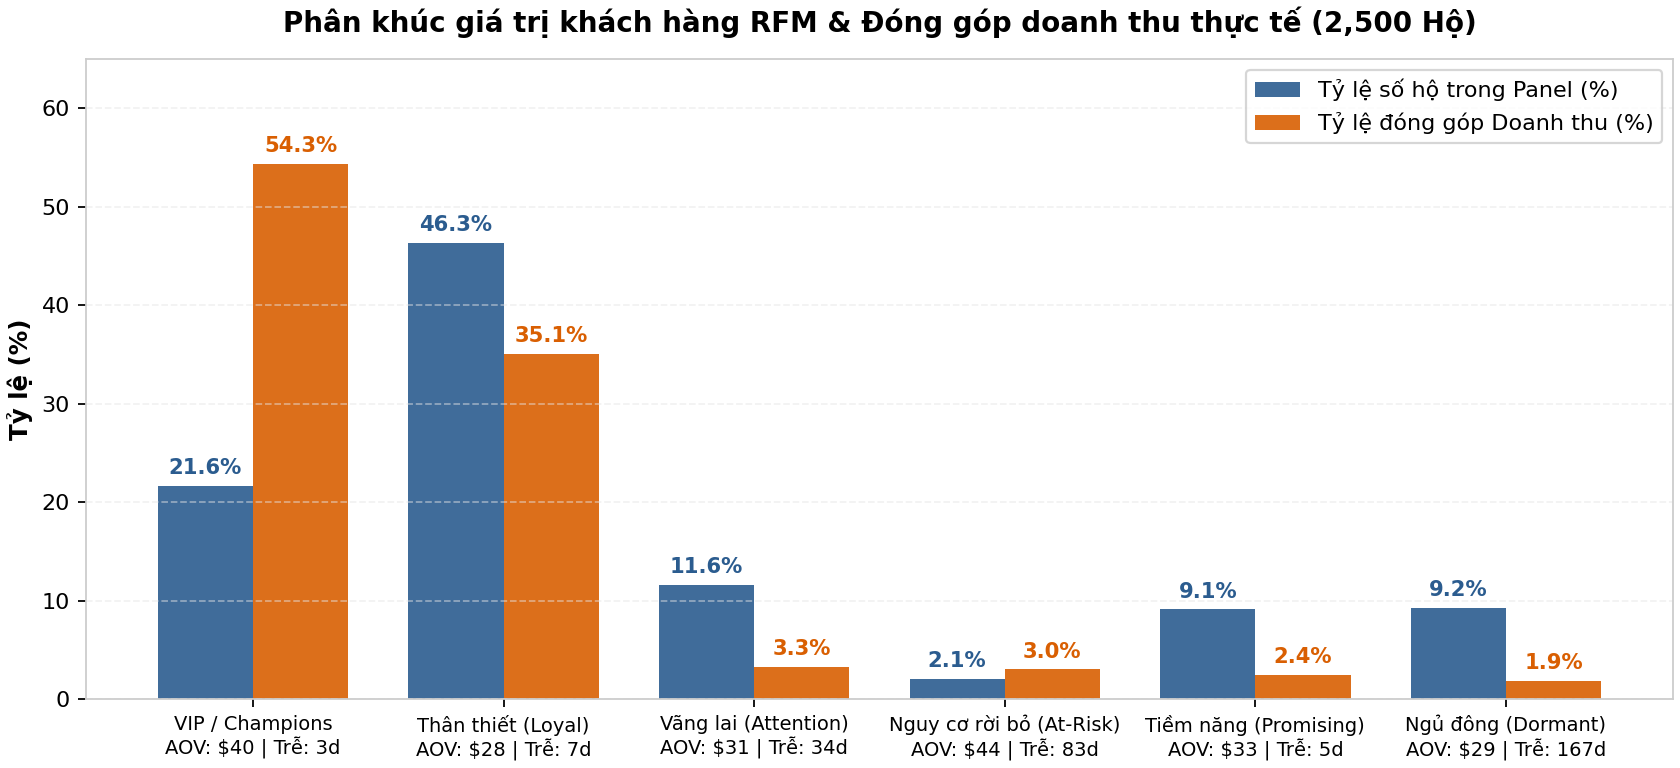 Phân khúc giá trị khách hàng RFM & Đóng góp doanh thu thực tế (2,500 Hộ)
Tỷ lệ số hộ trong Panel (%)
Tỷ lệ đóng góp Doanh thu (%)
Tỷ lệ (%)
60
50
40
30
20
10
0
21.6%
54.3%
46.3%
35.1%
11.6%
3.3%
2.1%
3.0%
9.1%
2.4%
9.2%
1.9%
VIP / Champions
AOV: $40 | Trễ: 3d
Thân thiết (Loyal)
AOV: $28 | Trễ: 7d
Vãng lai (Attention)
AOV: $31 | Trễ: 34d
Nguy cơ rời bỏ (At-Risk)
AOV: $44 | Trễ: 83d
Tiềm năng (Promising)
AOV: $33 | Trễ: 5d
Ngủ đông (Dormant)
AOV: $29 | Trễ: 167d